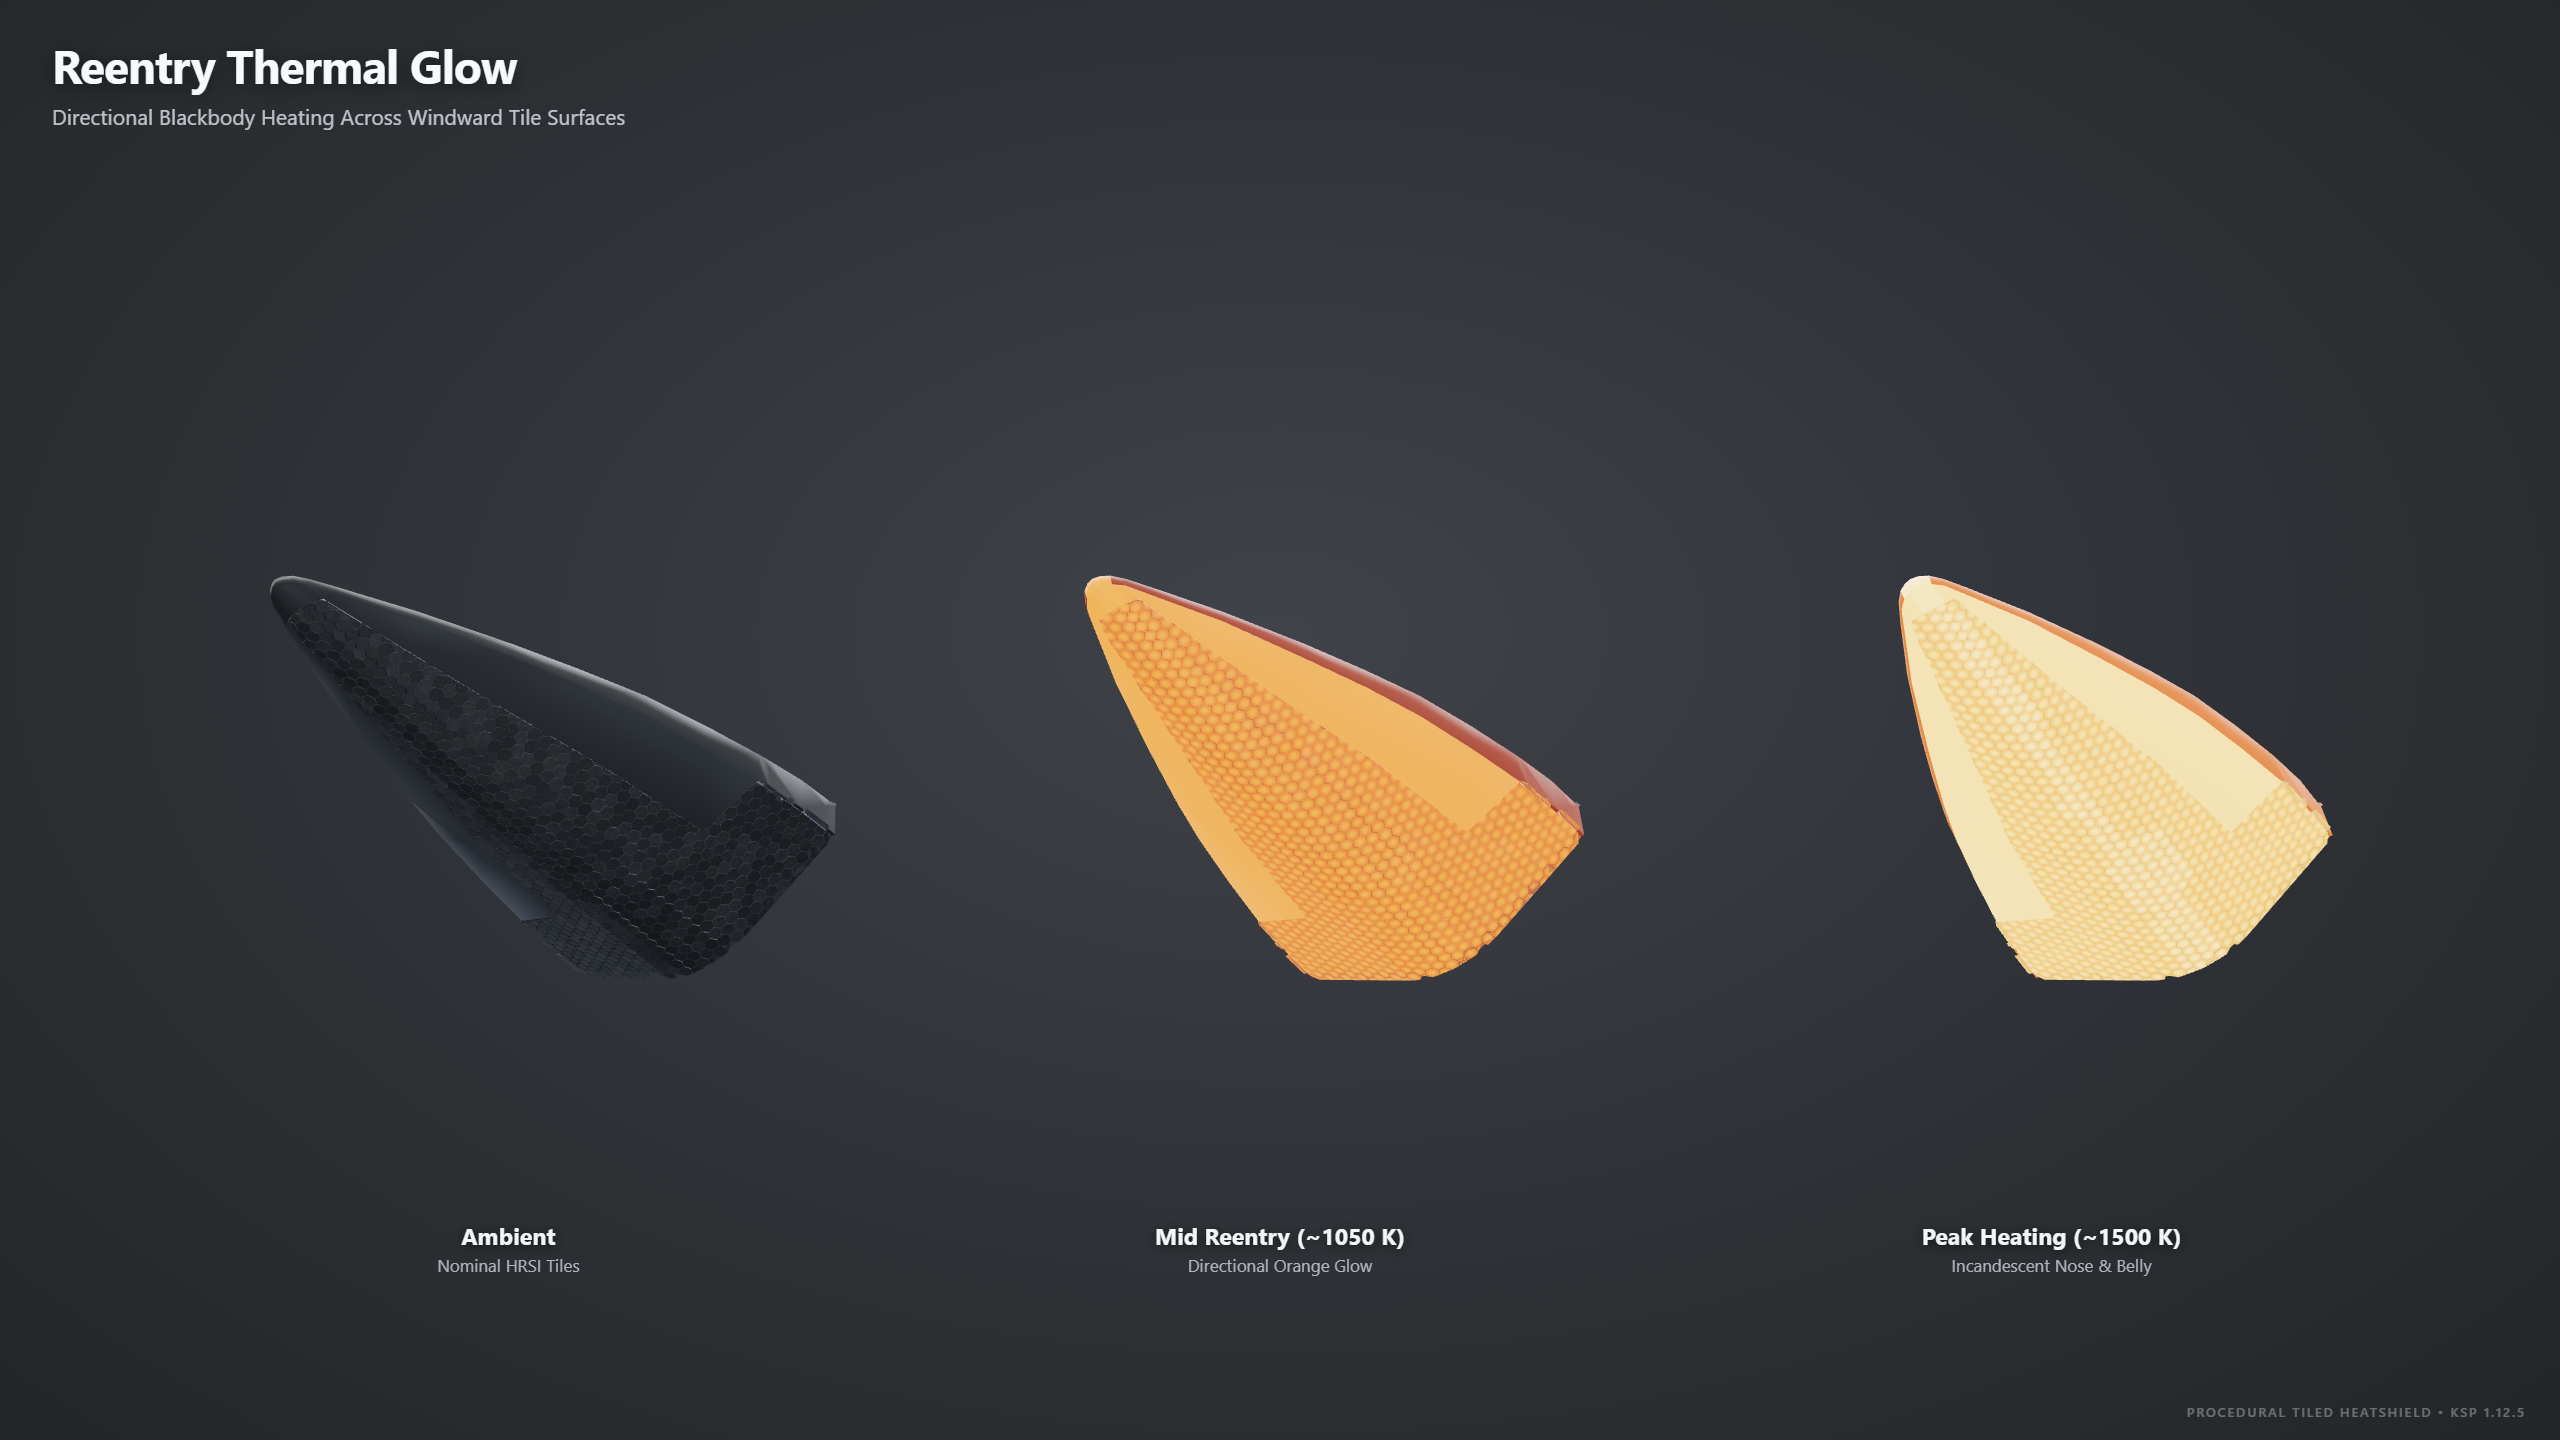 Reentry Thermal Glow
Directional Blackbody Heating Across Windward Tile Surfaces
Ambient
Nominal HRSI Tiles
Mid Reentry (~1050 K)
Directional Orange Glow
Peak Heating (~1500 K)
Incandescent Nose & Belly
PROCEDURAL TILED HEATSHIELD • KSP 1.12.5